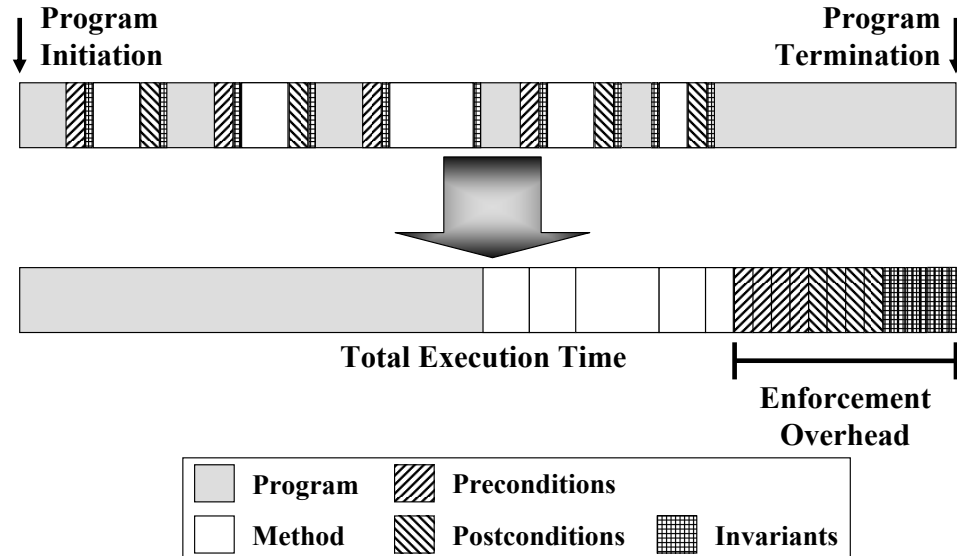 Program
Initiation
Program
Termination
Total Execution Time
Enforcement
Overhead
Program
Preconditions
Method
Postconditions
Invariants